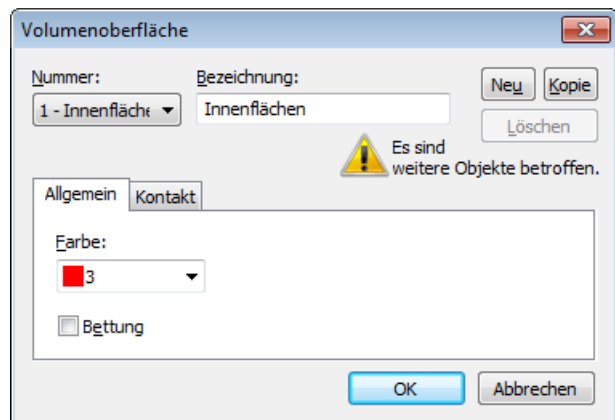 Volumenoberfläche
Nummer:
Bezeichnung:
Neu
Kopie
1 - Innenfläche
Innenflächen
Löschen
Es sind
weitere Objekte betroffen.
Allgemein
Kontakt
Farbe:
3
Bettung
OK
Abbrechen